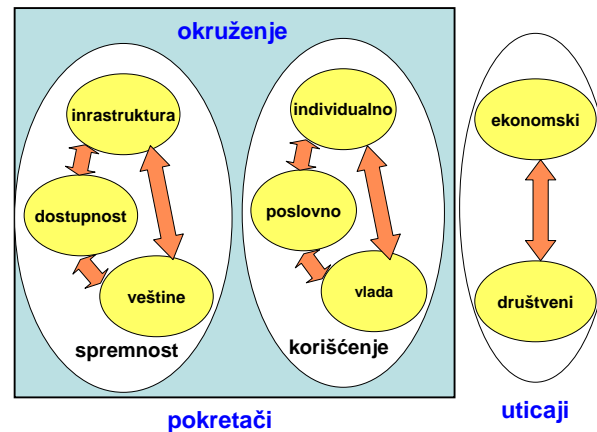 okruženje
inrastruktura
dostupnost
veštine
spremnost
individualno
poslovno
vlada
korišćenje
ekonomski
društveni
pokretači
uticaji